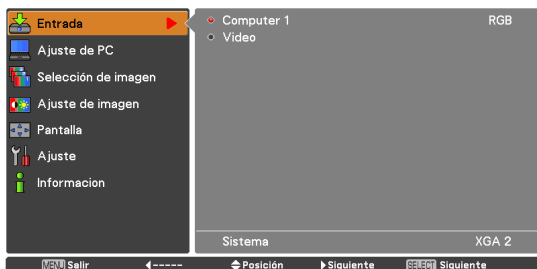 Entrada
Ajuste de PC
Selección de imagen
Ajuste de imagen
Pantalla
Ajuste
Informacion
Computer 1 RGB
Video
Sistema XGA 2
MENU Salir ----- Posición Siguiente SELECT Siguiente